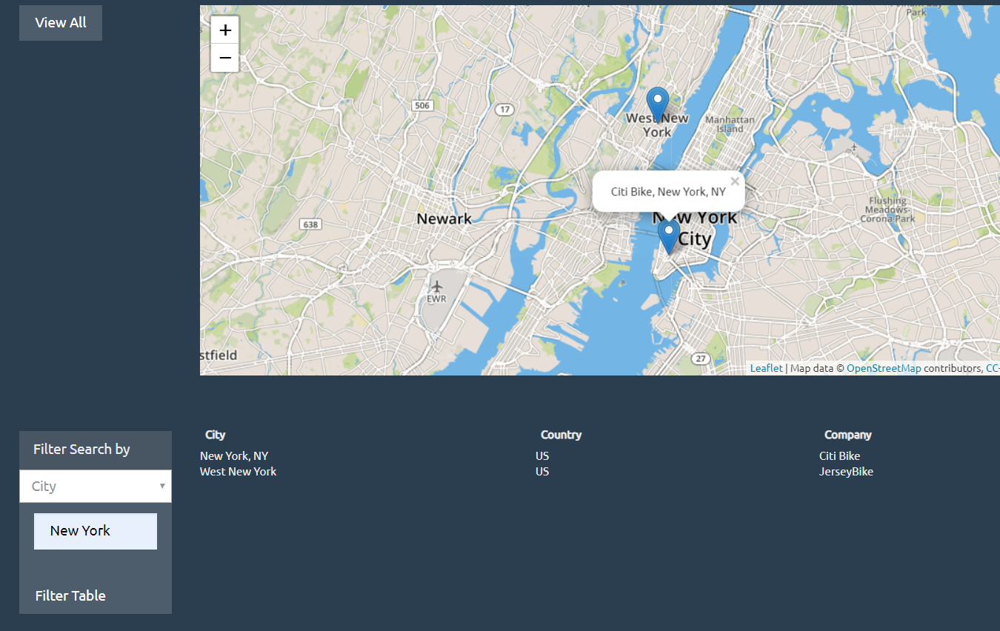 View All
+
−
Park
506
17
West New
York
Manhattan
Island
Citi Bike, New York, NY
×
Flushing
Meadows-
Corona Park
638
Newark
New York
City
EWR
stfield
27
Leaflet | Map data © OpenStreetMap contributors, CC-
Filter Search by
City
New York
Filter Table
City Country Company
New York, NY US Citi Bike
West New York US JerseyBike